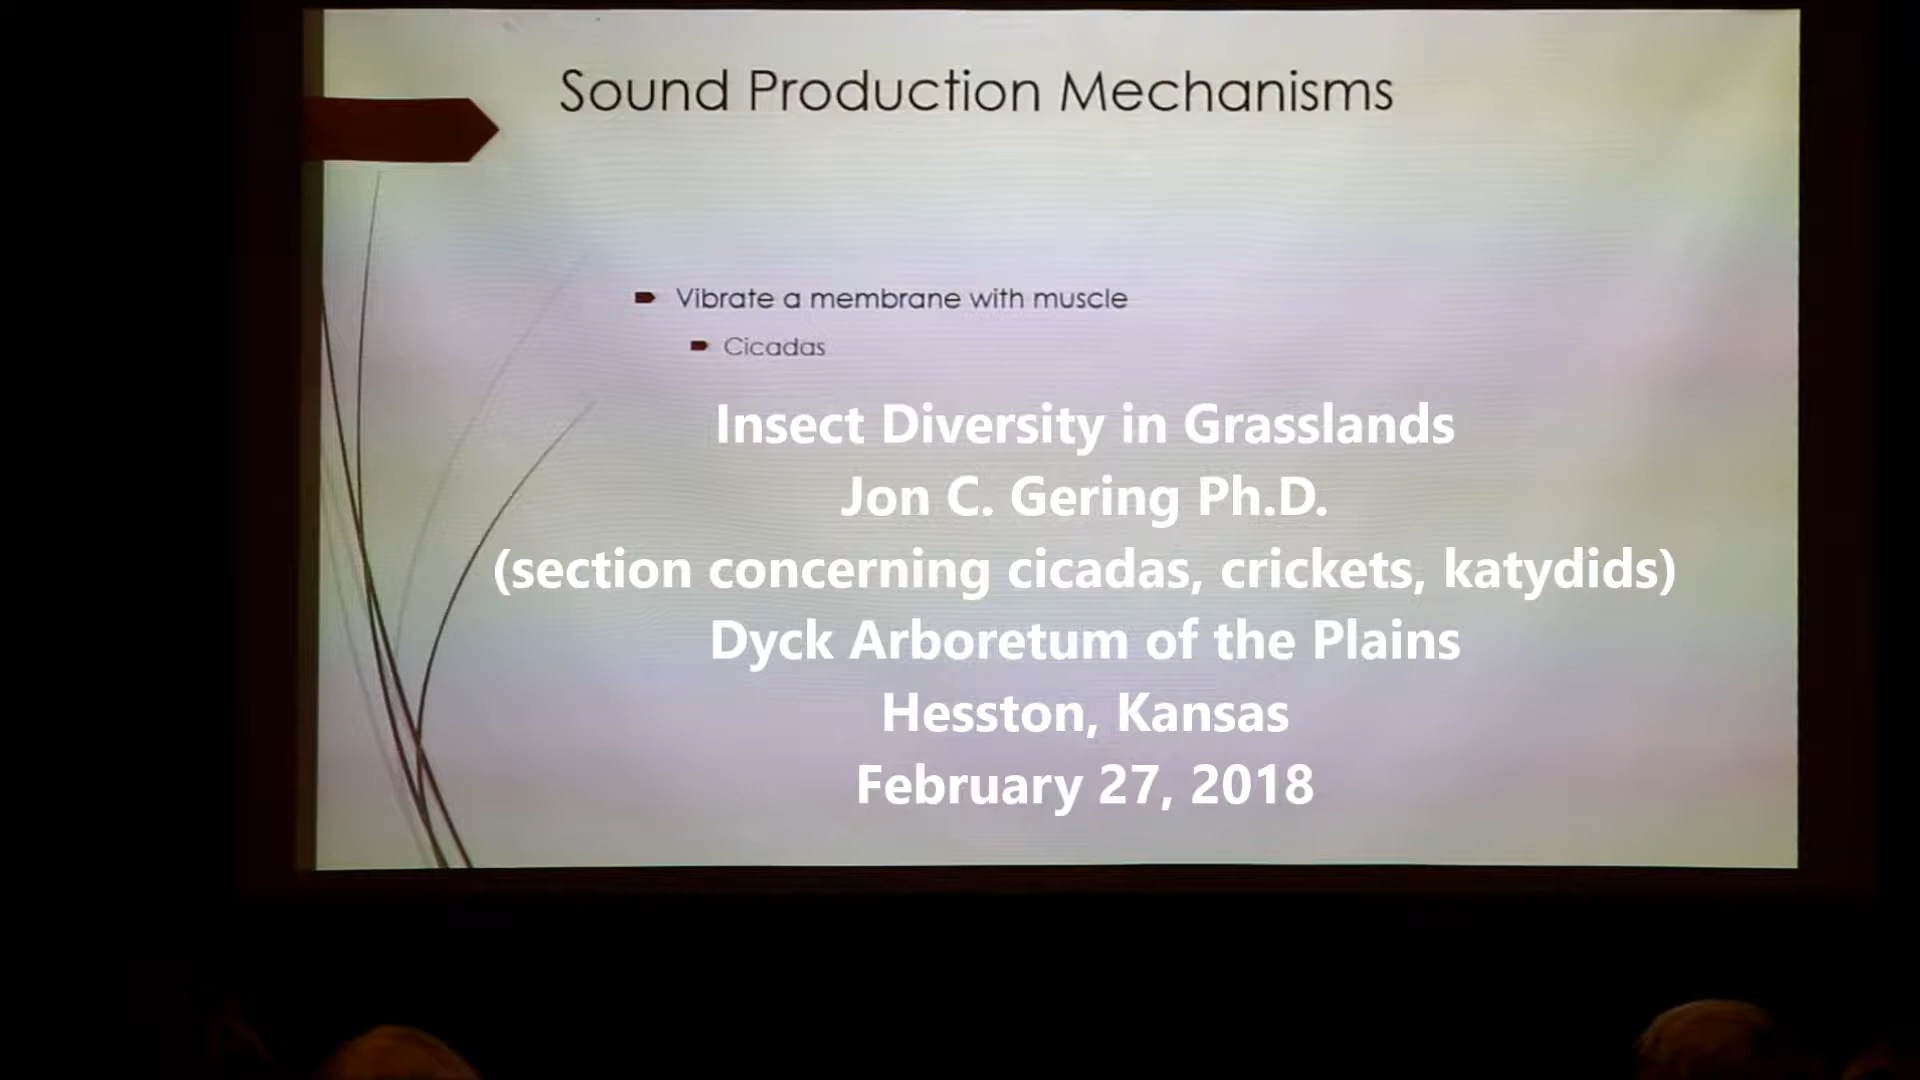 Sound Production Mechanisms
Vibrate a membrane with muscle
Cicadas
Insect Diversity in Grasslands
Jon C. Gering Ph.D.
(section concerning cicadas, crickets, katydids)
Dyck Arboretum of the Plains
Hesston, Kansas
February 27, 2018